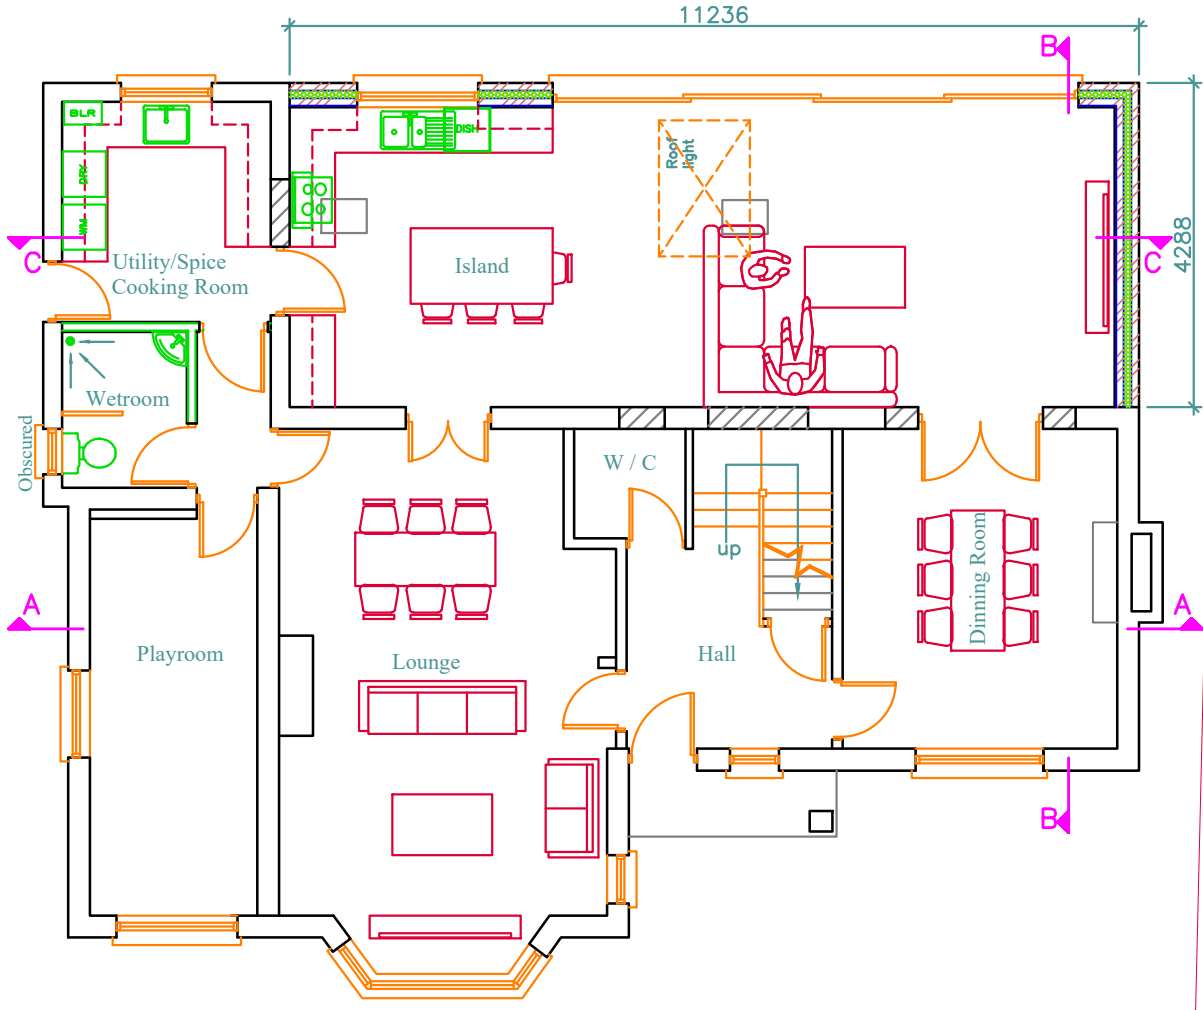 11236
B
BLR
DISH
Roof
light
DRY
WM
C
Utility/Spice
Cooking Room
Island
C
4288
Wetroom
Obscured
W / C
up
Dinning Room
A
A
Playroom
Lounge
Hall
B